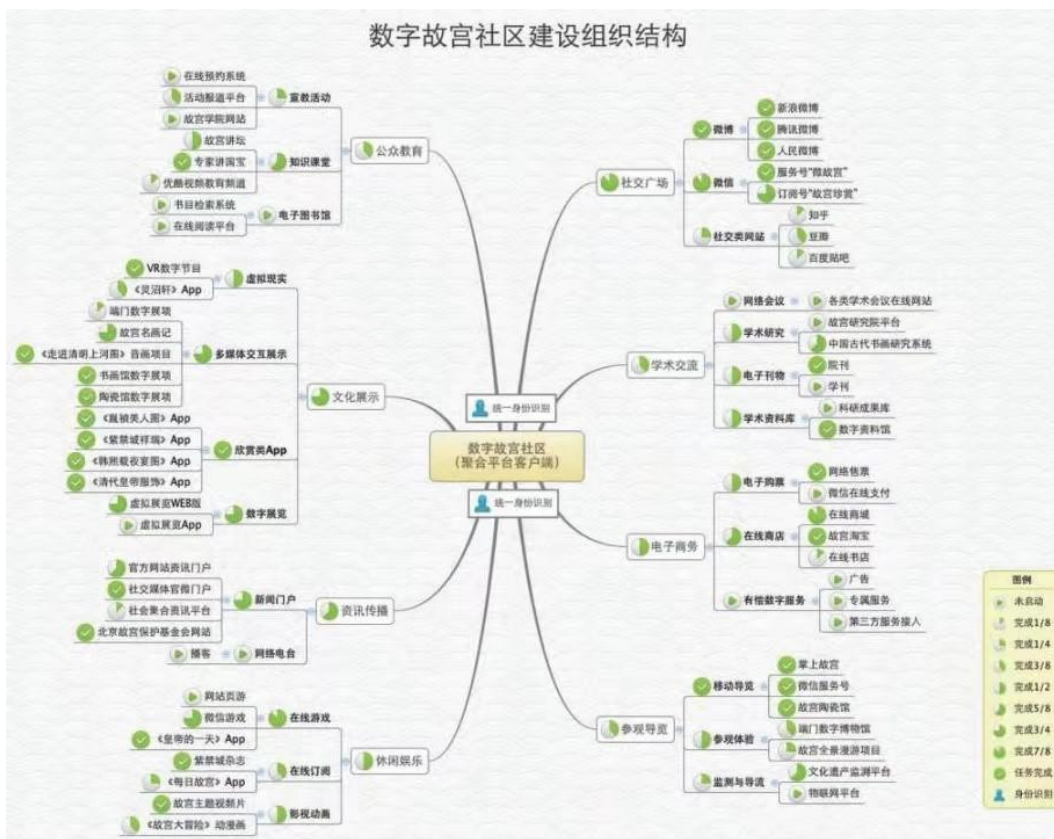 数字故宫社区建设组织结构
在线预约系统
活动报道平台
故宫学院网站
宣教活动
故宫讲坛
专家讲国宝
优酷视频教育频道
知识课堂
书目检索系统
在线阅读平台
电子图书馆
公众教育
VR数字节目
《灵沼轩》App
虚拟现实
端门数字展项
故宫名画记
《走进清明上河图》音画项目
书画馆数字展项
陶瓷馆数字展项
多媒体交互展示
《胤禛美人图》App
《紫禁城祥瑞》App
《韩熙载夜宴图》App
《清代皇帝服饰》App
欣赏类App
虚拟展览WEB版
虚拟展览App
数字展览
文化展示
官方网站资讯门户
社交媒体官微门户
社会集合资讯平台
北京故宫保护基金会网站
新闻门户
播客
网络电台
资讯传播
网站页游
微信游戏
《皇帝的一天》App
在线游戏
紫禁城杂志
《每日故宫》App
在线订阅
故宫主题视频片
《故宫大冒险》动漫画
影视动画
休闲娱乐
统一身份识别
数字故宫社区
（聚合平台客户端）
统一身份识别
社交广场
微博
新浪微博
腾讯微博
人民微博
微信
服务号“微故宫”
订阅号“故宫珍赏”
社交类网站
知乎
豆瓣
百度贴吧
学术交流
网络会议
各类学术会议在线网站
学术研究
故宫研究院平台
中国古代书画研究系统
电子刊物
院刊
学刊
学术资料库
科研成果库
数字资料馆
电子商务
电子购票
网络售票
微信在线支付
在线商店
在线商城
故宫淘宝
在线书店
有偿数字服务
广告
专属服务
第三方服务接入
参观导览
移动导览
掌上故宫
微信服务号
故宫陶瓷馆
参观体验
端门数字博物馆
故宫全景漫游项目
监测与导流
文化遗产监测平台
物联网平台
图例
未启动
完成1/8
完成1/4
完成3/8
完成1/2
完成5/8
完成3/4
完成7/8
任务完成
身份识别